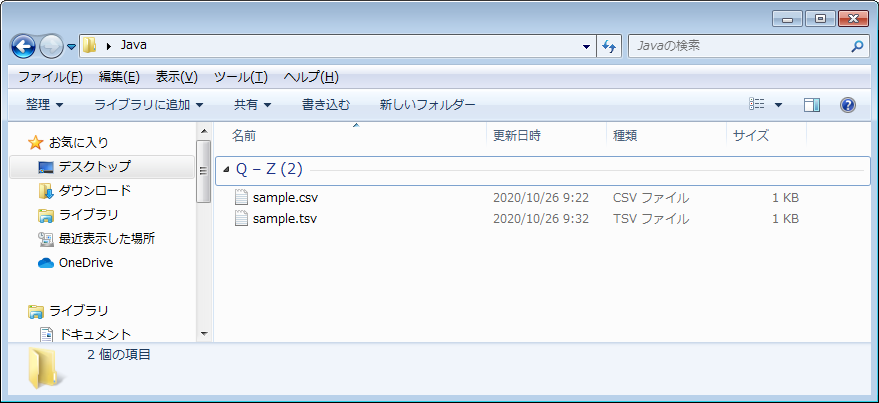 Java
Javaの検索
ファイル(F) 編集(E) 表示(V) ツール(T) ヘルプ(H)
整理 ライブラリに追加 共有 書き込む 新しいフォルダー
お気に入り
デスクトップ
ダウンロード
ライブラリ
最近表示した場所
OneDrive
ライブラリ
ドキュメント
名前 更新日時 種類 サイズ
Q – Z (2)
sample.csv 2020/10/26 9:22 CSV ファイル 1 KB
sample.tsv 2020/10/26 9:32 TSV ファイル 1 KB
2 個の項目